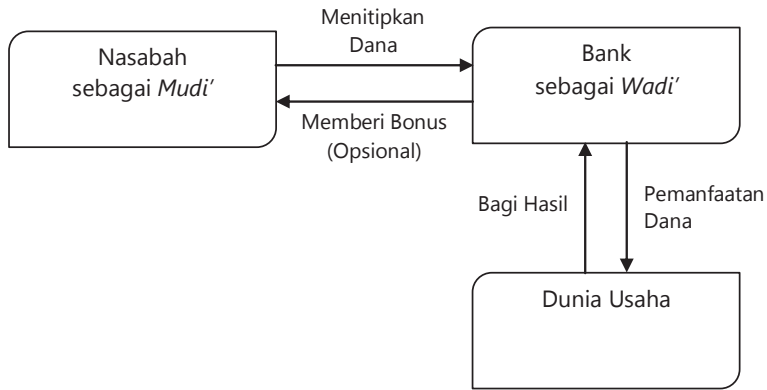 Menitipkan
Dana
Nasabah
sebagai Mudi’
Bank
sebagai Wadi’
Memberi Bonus
(Opsional)
Bagi Hasil
Pemanfaatan
Dana
Dunia Usaha